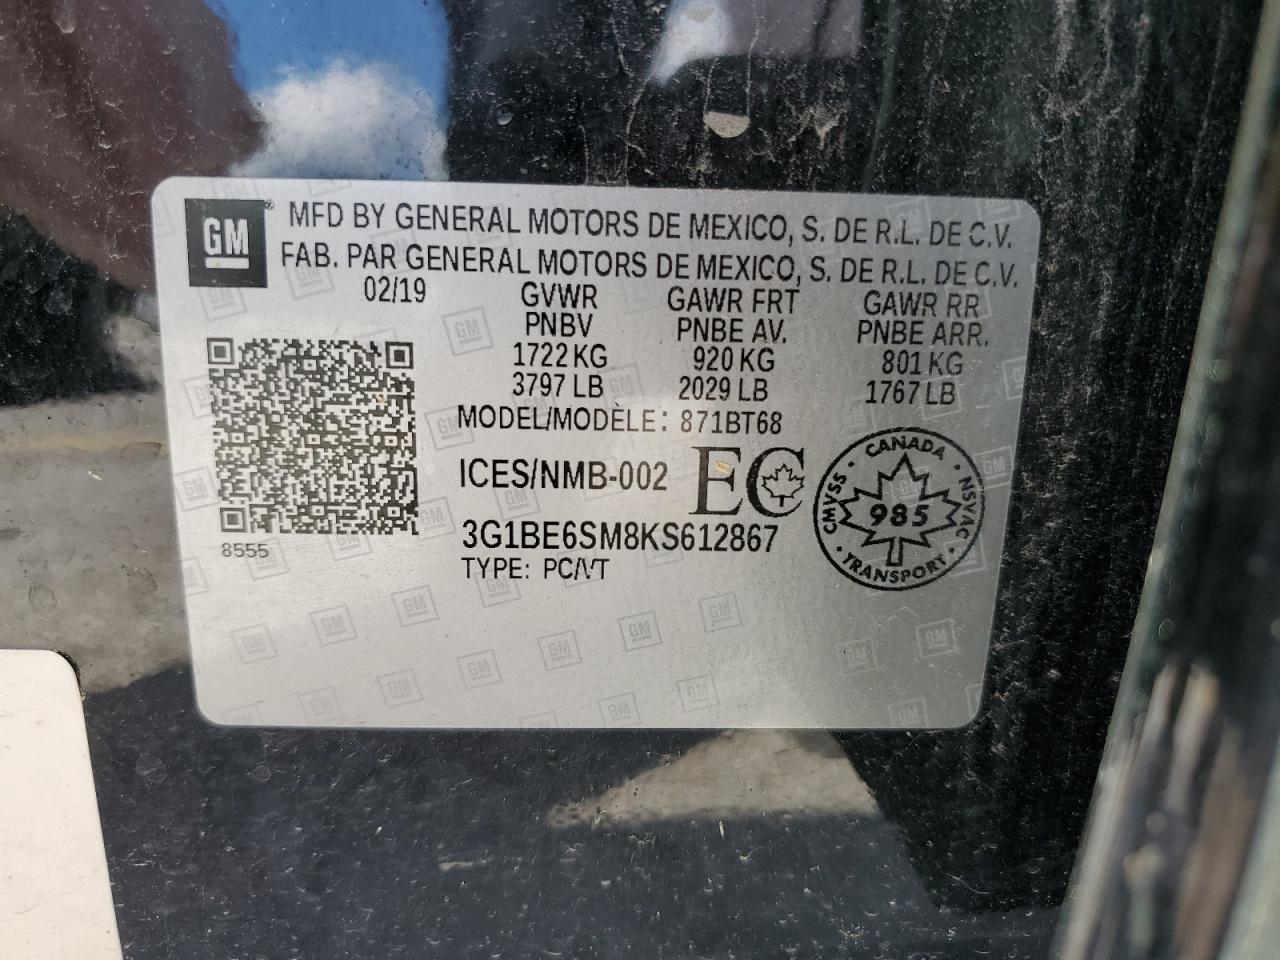 GM® MFD BY GENERAL MOTORS DE MEXICO, S. DE R.L. DE C.V.
FAB. PAR GENERAL MOTORS DE MEXICO, S. DE R.L. DE C.V.
02/19 GVWR GAWR FRT GAWR RR
PNBV PNBE AV. PNBE ARR.
1722 KG 920 KG 801 KG
3797 LB 2029 LB 1767 LB
MODEL/MODÈLE: 871BT68
ICES/NMB-002 EC
3G1BE6SM8KS612867
TYPE: PC/VT
8555
CANADA
CMVSS · NSVAC
985
TRANSPORT